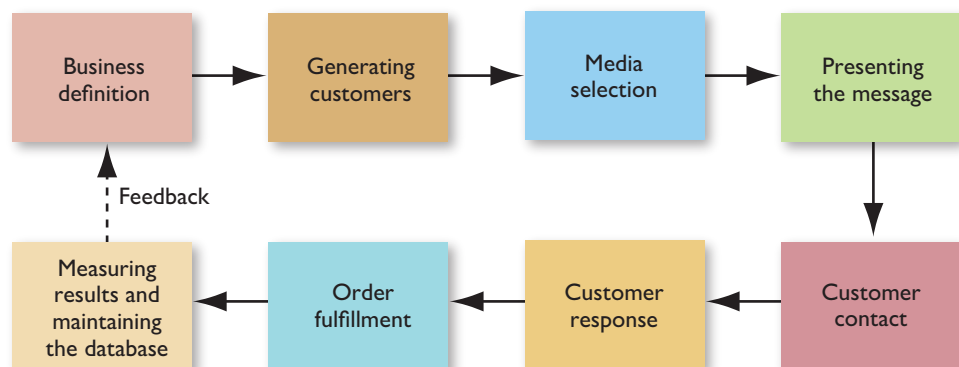 Business
definition
Generating
customers
Media
selection
Presenting
the message
Feedback
Measuring
results and
maintaining
the database
Order
fulfillment
Customer
response
Customer
contact